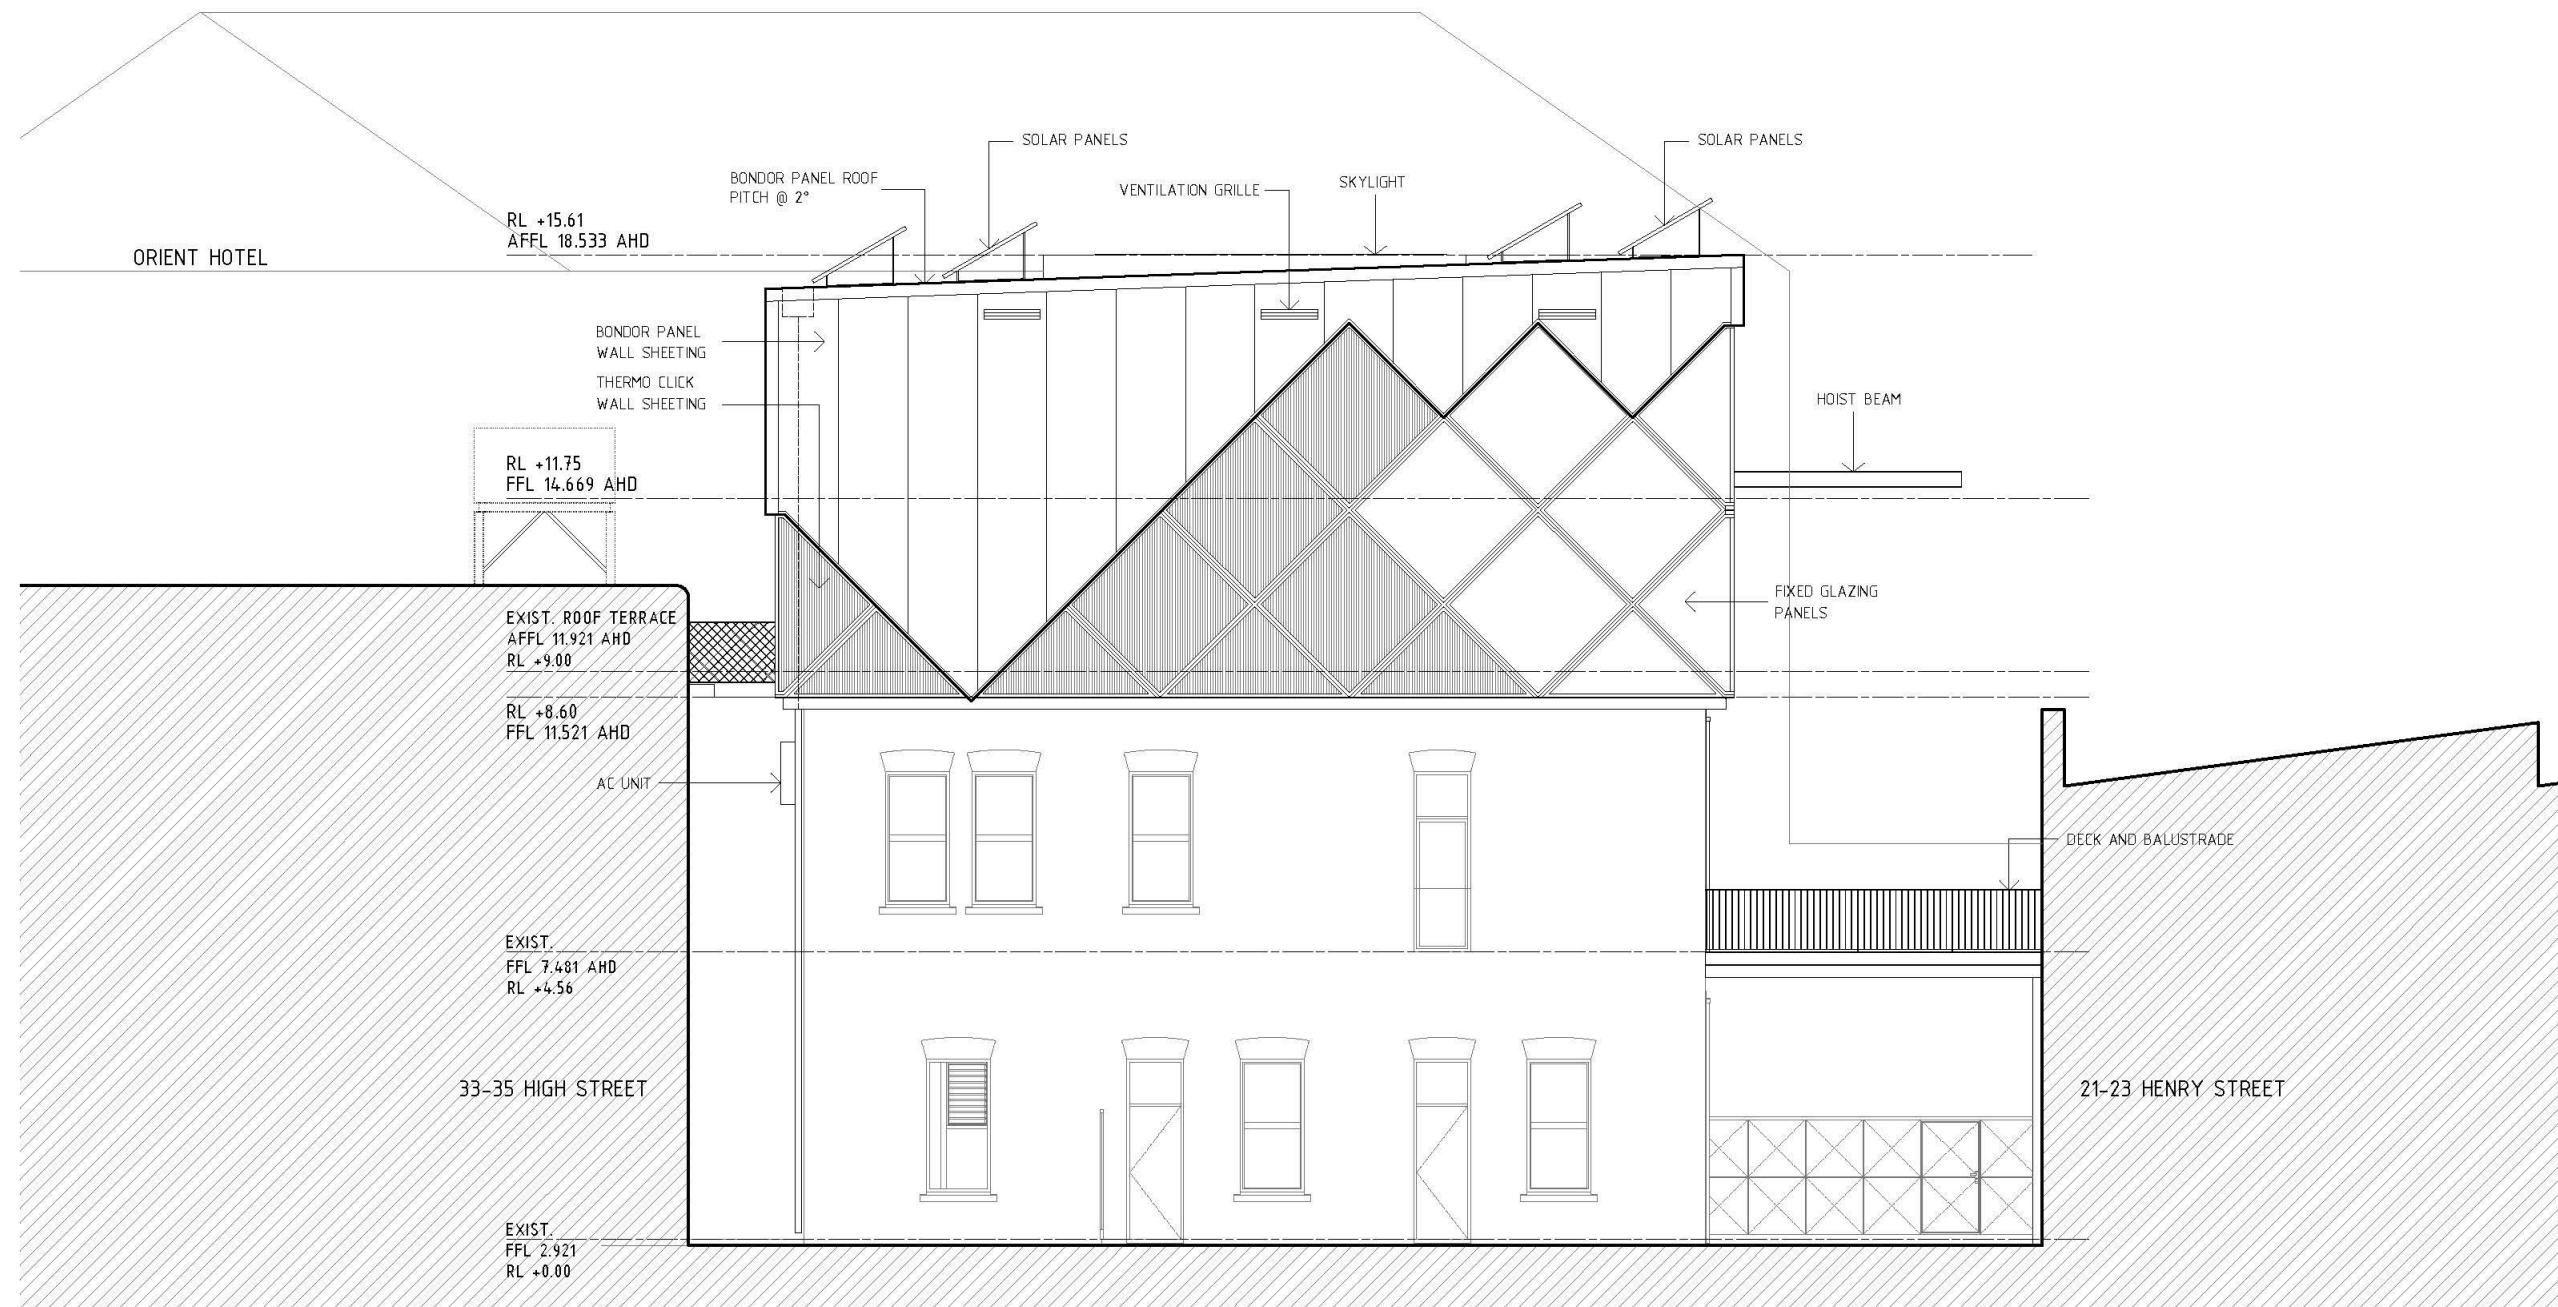 SOLAR PANELS
SOLAR PANELS
BONDOR PANEL ROOF
PITCH @ 2°
VENTILATION GRILLE
SKYLIGHT
RL +15.61
AFFL 18.533 AHD
ORIENT HOTEL
BONDOR PANEL
WALL SHEETING
THERMO CLICK
WALL SHEETING
HOIST BEAM
RL +11.75
FFL 14.669 AHD
FIXED GLAZING
PANELS
EXIST. ROOF TERRACE
AFFL 11.921 AHD
RL +9.00
RL +8.60
FFL 11.521 AHD
AC UNIT
DECK AND BALUSTRADE
EXIST.
FFL 7.481 AHD
RL +4.56
33-35 HIGH STREET
21-23 HENRY STREET
EXIST.
FFL 2.921
RL +0.00